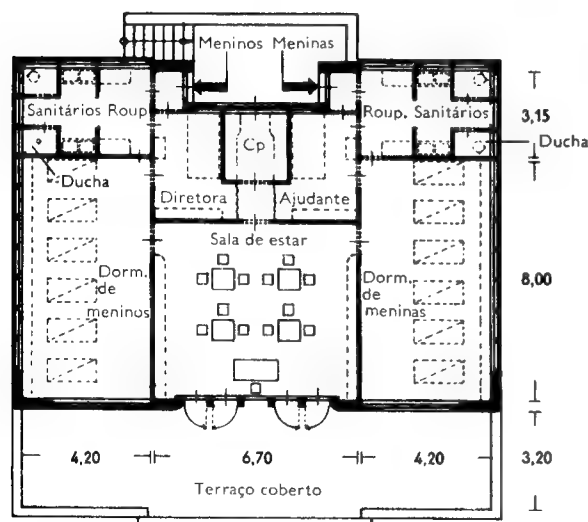 Meninos Meninas
Sanitários Roup.
Roup. Sanitários
3,15
Cp
Ducha
Ducha
Diretora
Ajudante
Sala de estar
Dorm.
de
meninos
Dorm.
de
meninas
8,00
4,20
6,70
4,20
3,20
Terraço coberto